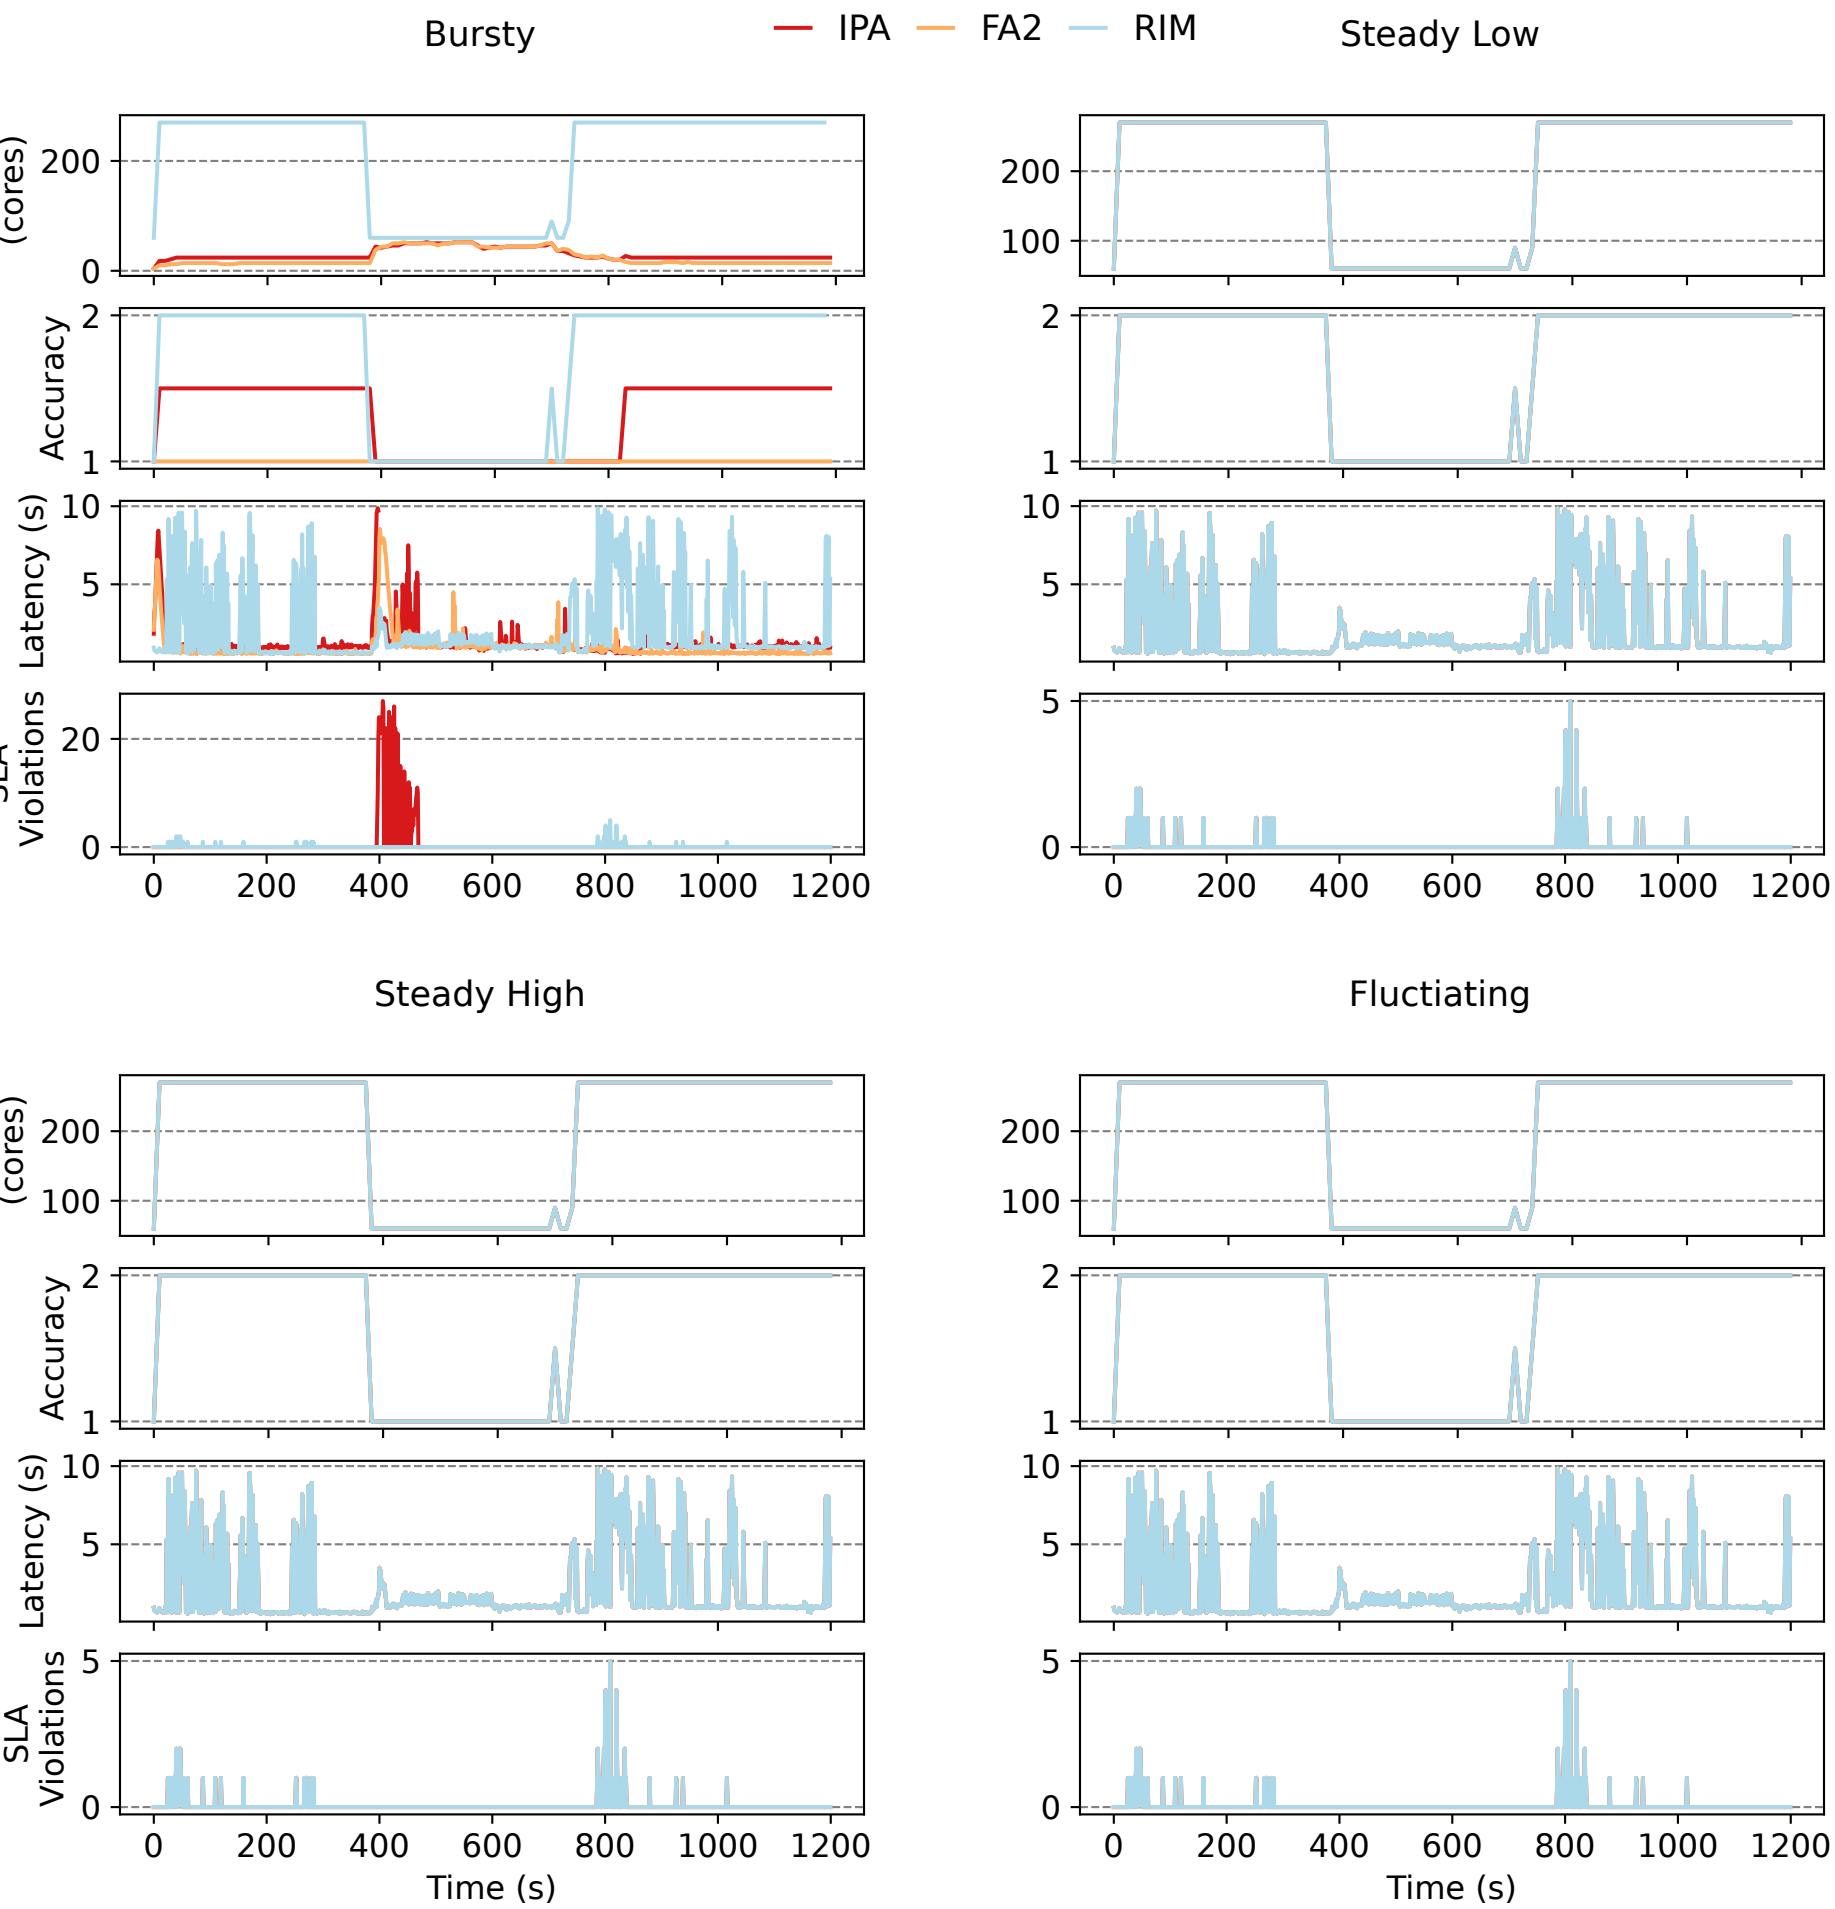 Bursty
IPA
FA2
RIM
Steady Low
(cores)
200
0
200
100
Accuracy
2
1
2
1
Latency (s)
10
5
10
5
SLA
Violations
20
0
5
0
0 200 400 600 800 1000 1200
0 200 400 600 800 1000 1200
Steady High
Fluctiating
(cores)
200
100
200
100
Accuracy
2
1
2
1
Latency (s)
10
5
10
5
SLA
Violations
5
0
5
0
0 200 400 600 800 1000 1200
0 200 400 600 800 1000 1200
Time (s)
Time (s)